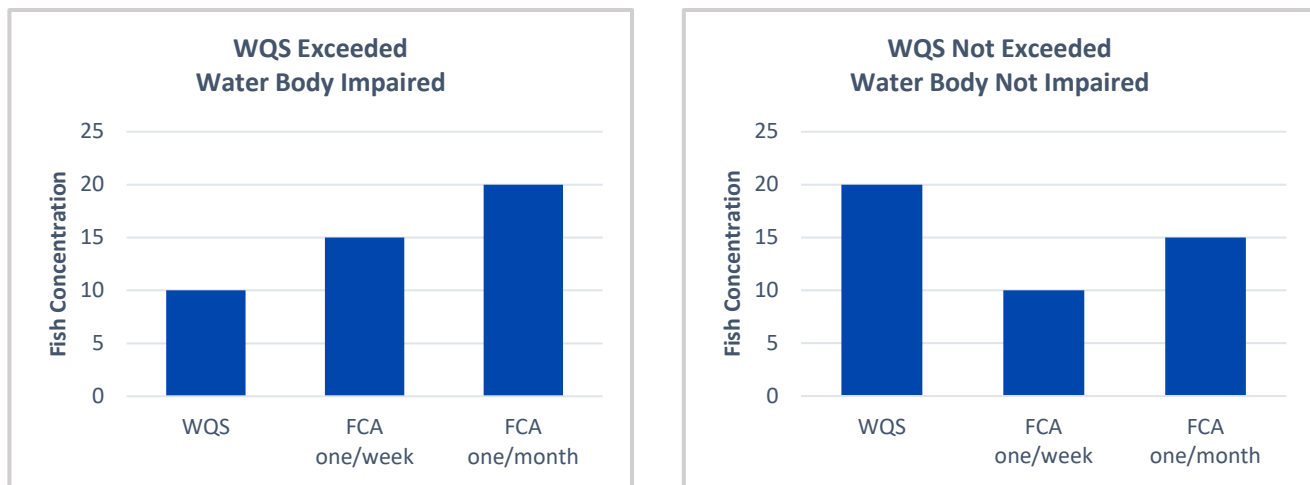 WQS Exceeded
Water Body Impaired
25
20
15
10
5
0
Fish Concentration
WQS
FCA
one/week
FCA
one/month
WQS Not Exceeded
Water Body Not Impaired
25
20
15
10
5
0
Fish Concentration
WQS
FCA
one/week
FCA
one/month